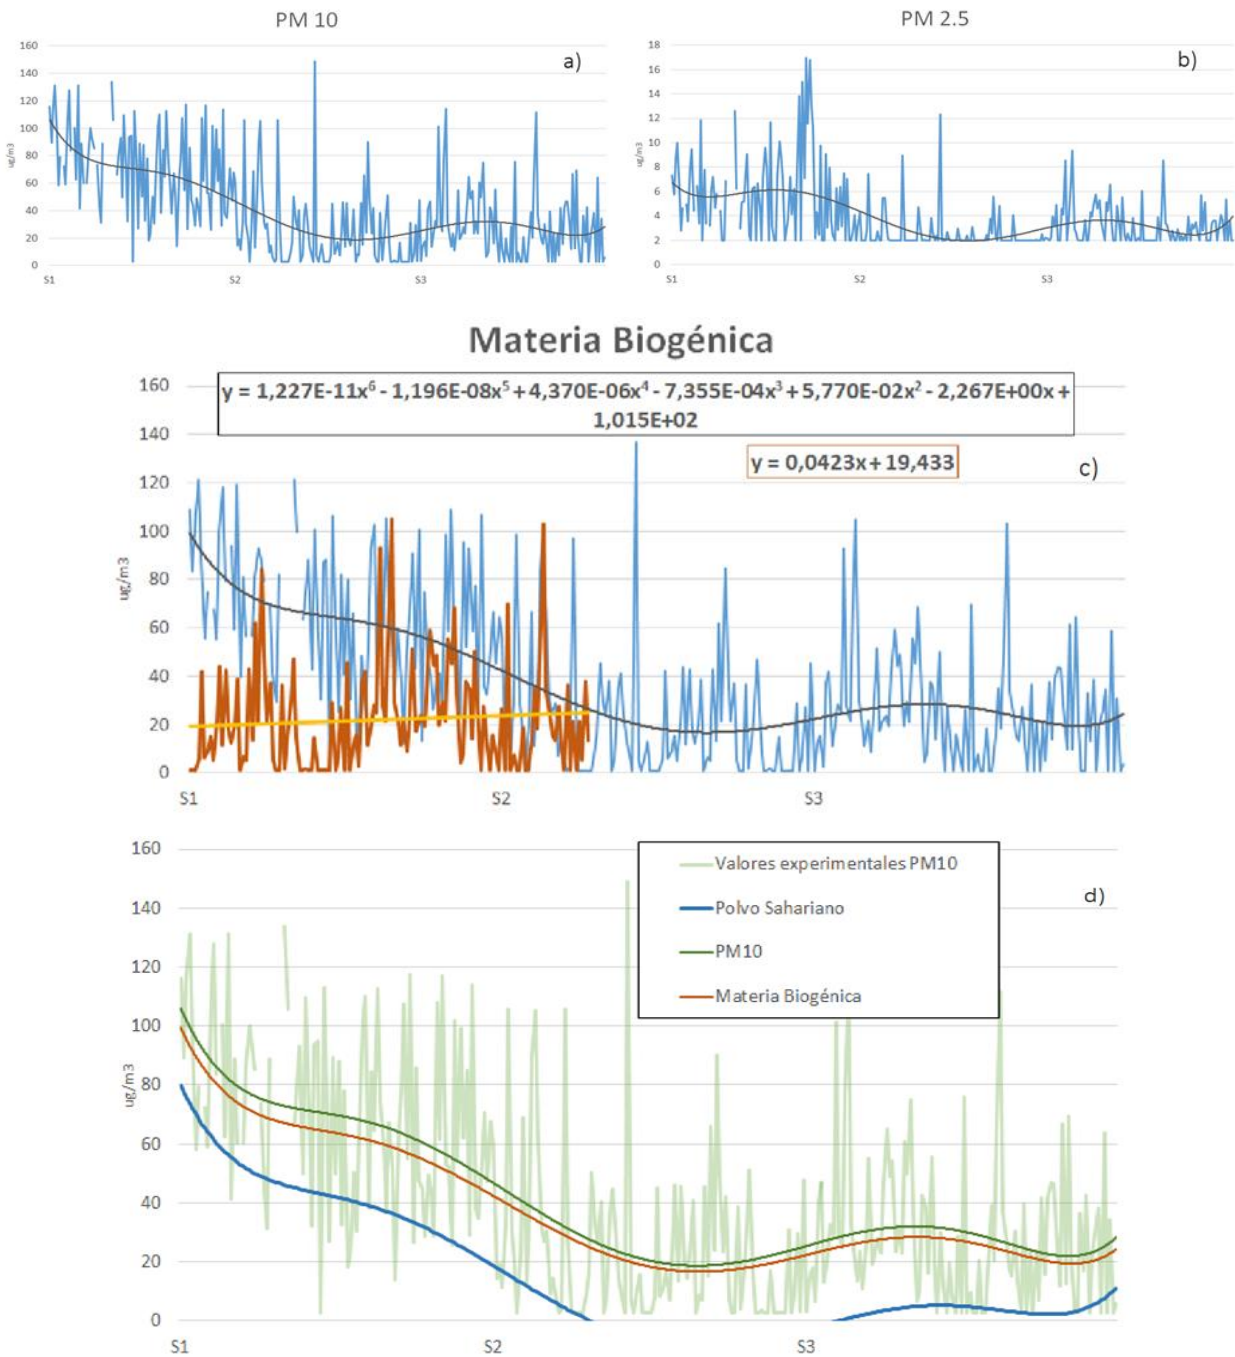 PM 10
160
140
120
100
80
60
40
20
0
ug/m3
a)
S1
S2
S3
PM 2.5
18
16
14
12
10
8
6
4
2
0
ug/m3
b)
S1
S2
S3
Materia Biogénica
y = 1,227E-11x⁶ - 1,196E-08x⁵ + 4,370E-06x⁴ - 7,355E-04x³ + 5,770E-02x² - 2,267E+00x +
1,015E+02
y = 0,0423x + 19,433
c)
160
140
120
100
80
60
40
20
0
ug/m3
S1
S2
S3
160
140
120
100
80
60
40
20
0
ug/m3
Valores experimentales PM10
Polvo Sahariano
PM10
Materia Biogénica
d)
S1
S2
S3